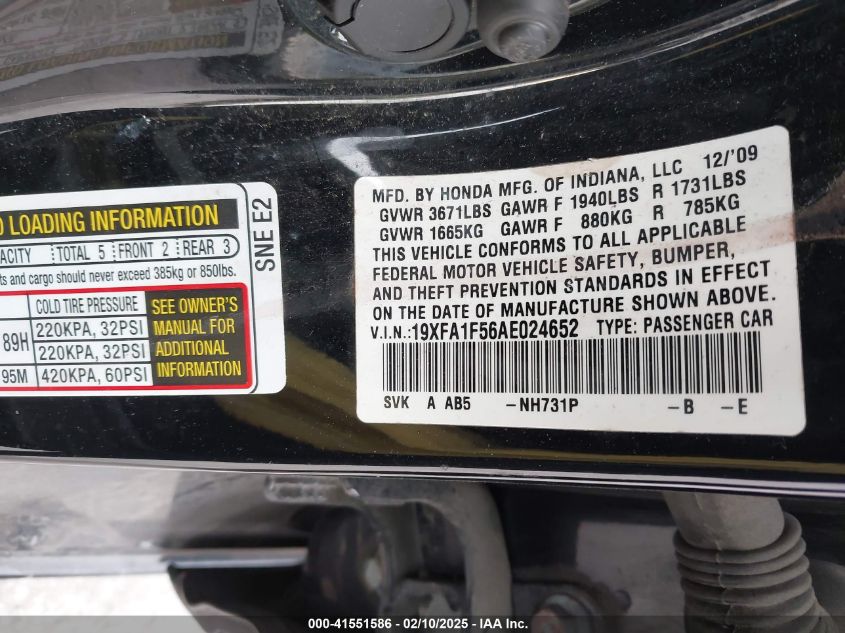 O LOADING INFORMATION
ACITY TOTAL 5 FRONT 2 REAR 3
ts and cargo should never exceed 385kg or 850lbs.
COLD TIRE PRESSURE
SEE OWNER'S
MANUAL FOR
ADDITIONAL
INFORMATION
89H 220KPA, 32PSI
220KPA, 32PSI
95M 420KPA, 60PSI
SNE E2
MFD. BY HONDA MFG. OF INDIANA, LLC 12/'09
GVWR 3671LBS GAWR F 1940LBS R 1731LBS
GVWR 1665KG GAWR F 880KG R 785KG
THIS VEHICLE CONFORMS TO ALL APPLICABLE
FEDERAL MOTOR VEHICLE SAFETY, BUMPER,
AND THEFT PREVENTION STANDARDS IN EFFECT
ON THE DATE OF MANUFACTURE SHOWN ABOVE.
V.I.N.:19XFA1F56AE024652 TYPE: PASSENGER CAR
SVK A AB5 -NH731P -B -E
000-41551586 - 02/10/2025 - IAA Inc.